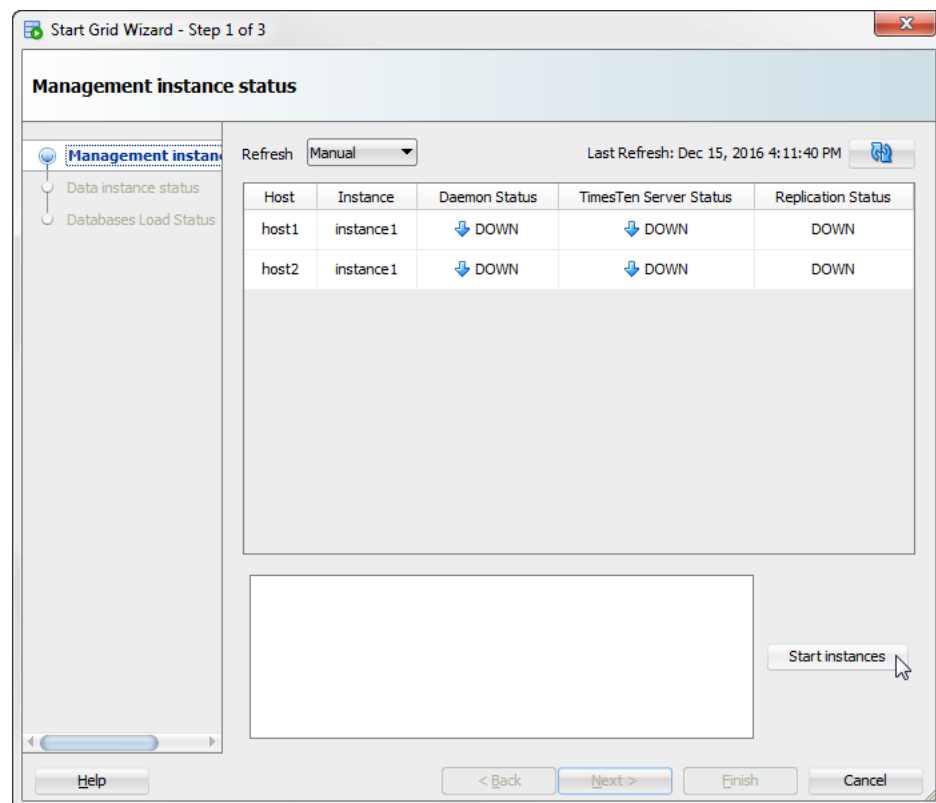 Start Grid Wizard - Step 1 of 3
Management instance status
Management instan
Data instance status
Databases Load Status
Refresh Manual Last Refresh: Dec 15, 2016 4:11:40 PM
Host Instance Daemon Status TimesTen Server Status Replication Status
host1 instance1 DOWN DOWN DOWN
host2 instance1 DOWN DOWN DOWN
Start instances
Help < Back Next > Finish Cancel